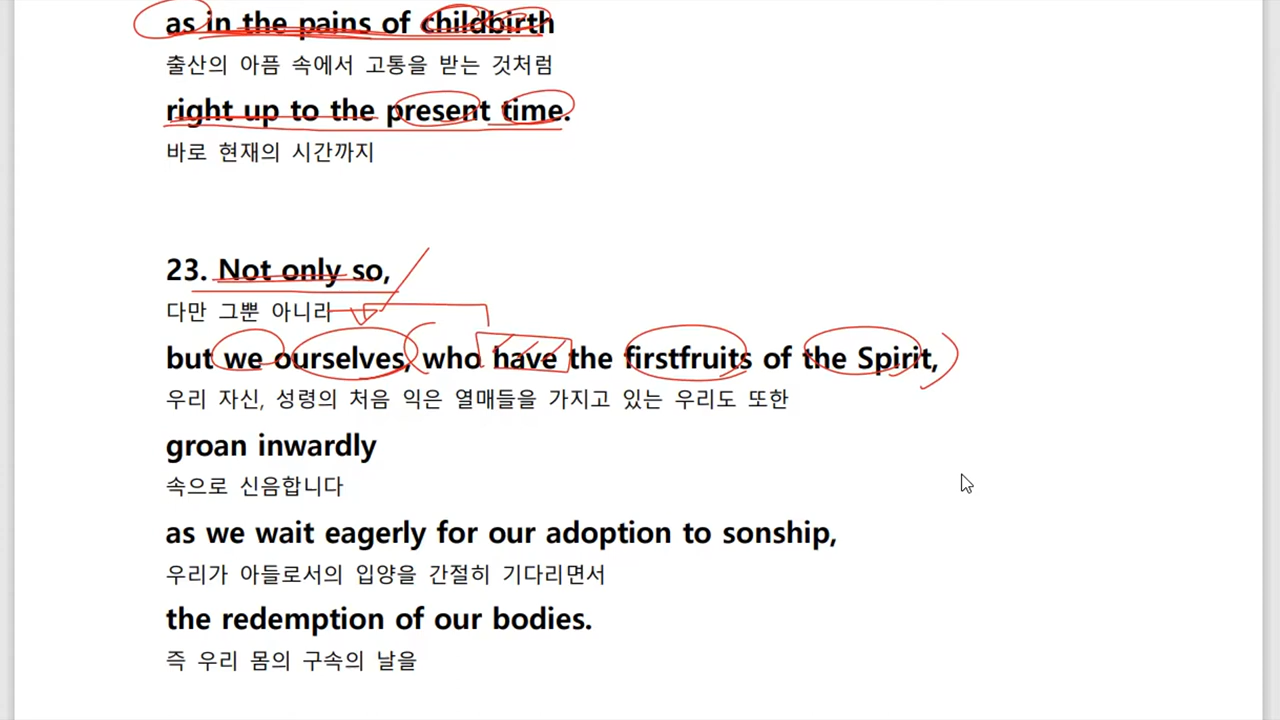 as in the pains of childbirth
출산의 아픔 속에서 고통을 받는 것처럼
right up to the present time.
바로 현재의 시간까지
23. Not only so,
다만 그뿐 아니라
but we ourselves, who have the firstfruits of the Spirit,
우리 자신, 성령의 처음 익은 열매들을 가지고 있는 우리도 또한
groan inwardly
속으로 신음합니다
as we wait eagerly for our adoption to sonship,
우리가 아들로서의 입양을 간절히 기다리면서
the redemption of our bodies.
즉 우리 몸의 구속의 날을